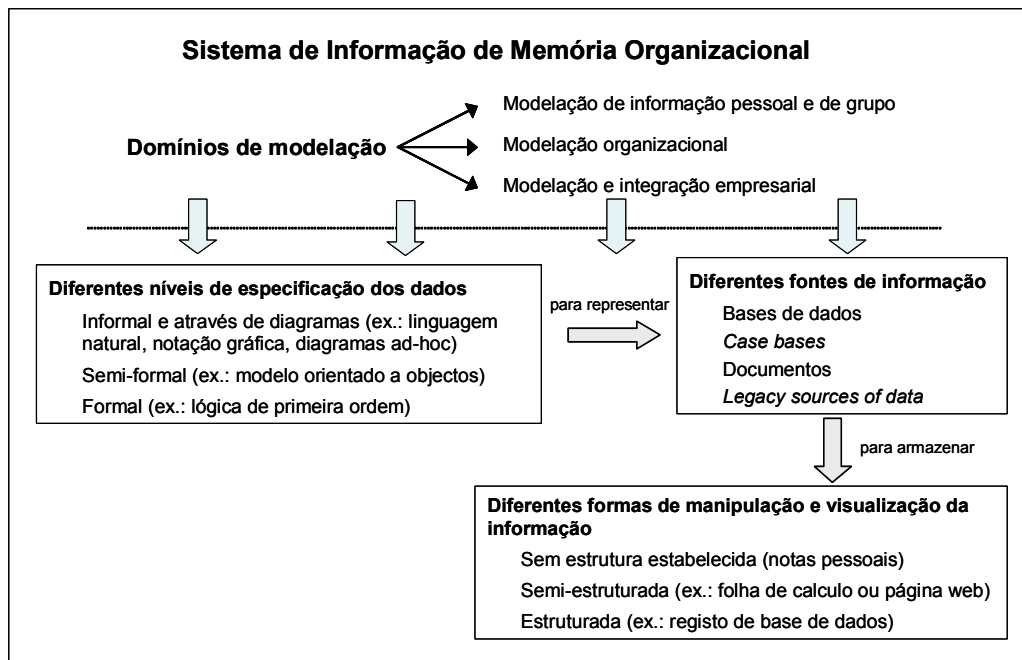 Sistema de Informação de Memória Organizacional
Domínios de modelação
Modelação de informação pessoal e de grupo
Modelação organizacional
Modelação e integração empresarial
Diferentes níveis de especificação dos dados
Informal e através de diagramas (ex.: linguagem
natural, notação gráfica, diagramas ad-hoc)
Semi-formal (ex.: modelo orientado a objectos)
Formal (ex.: lógica de primeira ordem)
para representar
Diferentes fontes de informação
Bases de dados
Case bases
Documentos
Legacy sources of data
para armazenar
Diferentes formas de manipulação e visualização da
informação
Sem estrutura estabelecida (notas pessoais)
Semi-estruturada (ex.: folha de calculo ou página web)
Estruturada (ex.: registo de base de dados)